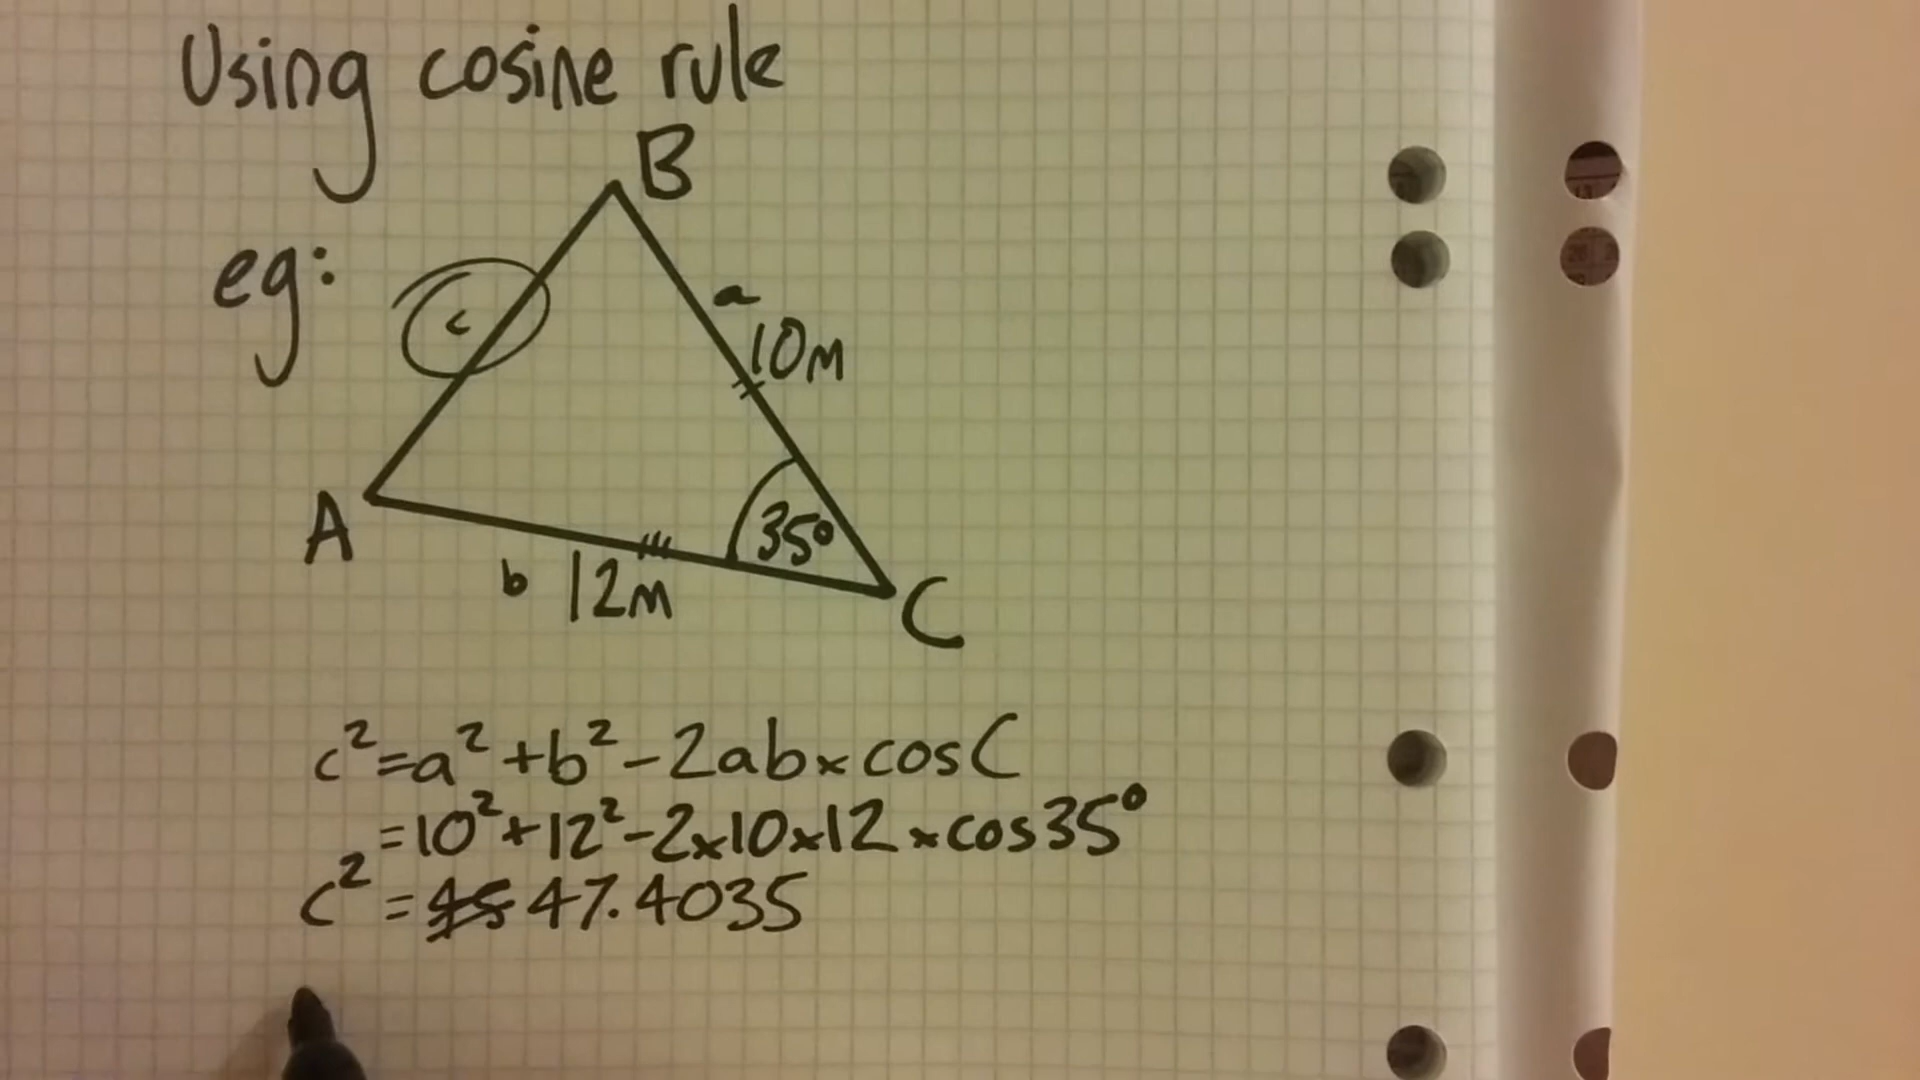 Using cosine rule
B
eg:
a
c
10m
A
35°
b 12m
C
c²=a²+b²-2ab×cosC
=10²+12²-2×10×12×cos35°
c²=45 47.4035